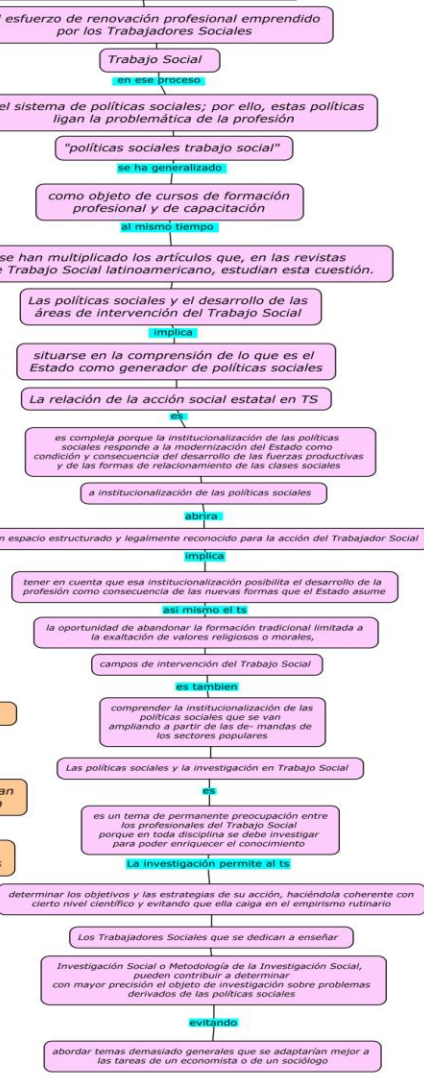 esfuerzo de renovación profesional emprendido
por los Trabajadores Sociales
Trabajo Social
en ese proceso
el sistema de políticas sociales; por ello, estas políticas
ligan la problemática de la profesión
"políticas sociales trabajo social"
se ha generalizado
como objeto de cursos de formación
profesional y de capacitación
al mismo tiempo
se han multiplicado los artículos que, en las revistas
Trabajo Social latinoamericano, estudian esta cuestión.
Las políticas sociales y el desarrollo de las
áreas de intervención del Trabajo Social
implica
situarse en la comprensión de lo que es el
Estado como generador de políticas sociales
La relación de la acción social estatal en TS
es
es compleja porque la institucionalización de las políticas
sociales responde a la modernización del Estado como
condición y consecuencia del desarrollo de las fuerzas productivas
y de las formas de relacionamiento de las clases sociales
a institucionalización de las políticas sociales
abrira
n espacio estructurado y legalmente reconocido para la acción del Trabajador Social
implica
tener en cuenta que esa institucionalización posibilita el desarrollo de la
profesión como consecuencia de las nuevas formas que el Estado asume
asi mismo el ts
la oportunidad de abandonar la formación tradicional limitada a
la exaltación de valores religiosos o morales,
campos de intervención del Trabajo Social
es tambien
comprender la institucionalización de las
políticas sociales que se van
ampliando a partir de las de- mandas de
los sectores populares
Las políticas sociales y la investigación en Trabajo Social
es
es un tema de permanente preocupación entre
los profesionales del Trabajo Social
porque en toda disciplina se debe investigar
para poder enriquecer el conocimiento
La investigación permite al ts
determinar los objetivos y las estrategias de su acción, haciéndola coherente con
cierto nivel científico y evitando que ella caiga en el empirismo rutinario
Los Trabajadores Sociales que se dedican a enseñar
Investigación Social o Metodología de la Investigación Social,
pueden contribuir a determinar
con mayor precisión el objeto de investigación sobre problemas
derivados de las políticas sociales
evitando
abordar temas demasiado generales que se adaptarían mejor a
las tareas de un economista o de un sociólogo